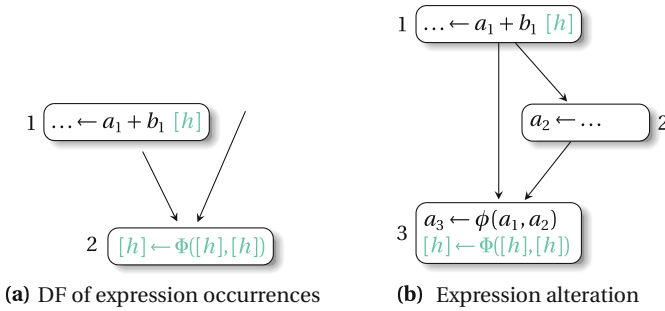 1 … ← a₁ + b₁ [h]
2 [h] ← Φ([h],[h])
(a) DF of expression occurrences
1 … ← a₁ + b₁ [h]
a₂ ← … 2
3 a₃ ← ϕ(a₁, a₂)
[h] ← Φ([h],[h])
(b) Expression alteration